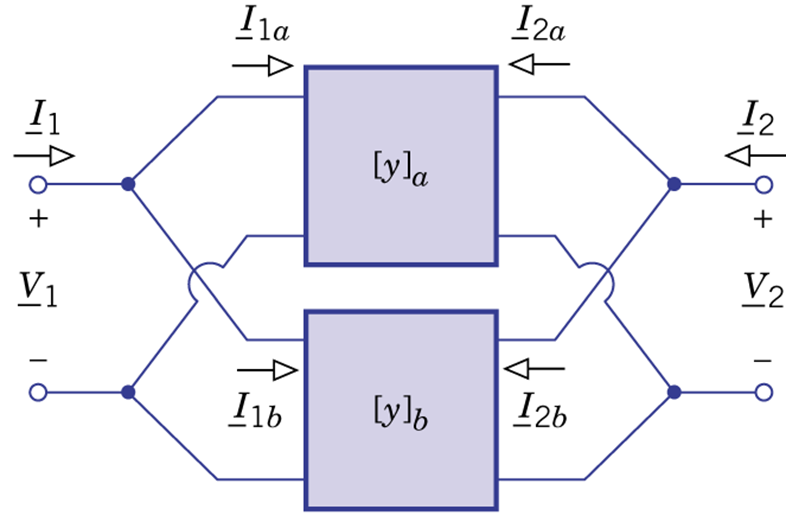 I1a I2a
I1 I2
[y]a
+ +
V1 V2
− −
I1b I2b
[y]b